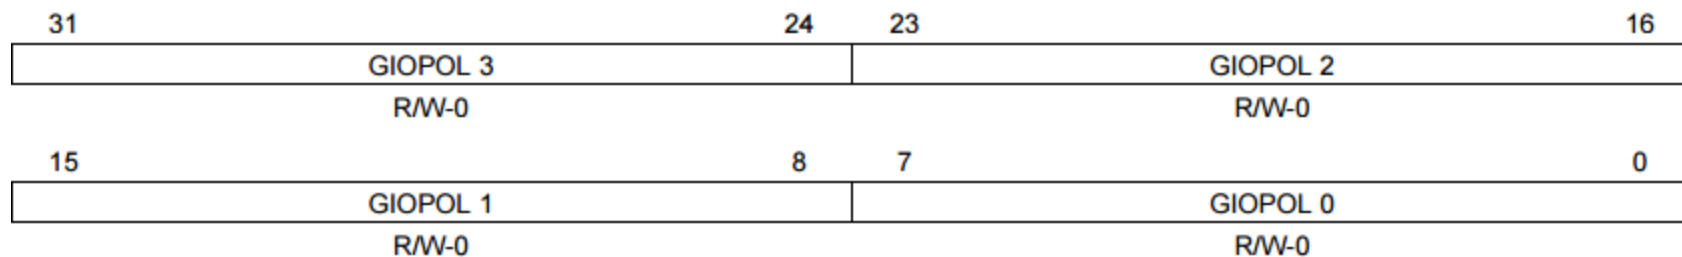 31 24 23 16
GIOPOL 3 GIOPOL 2
R/W-0 R/W-0
15 8 7 0
GIOPOL 1 GIOPOL 0
R/W-0 R/W-0